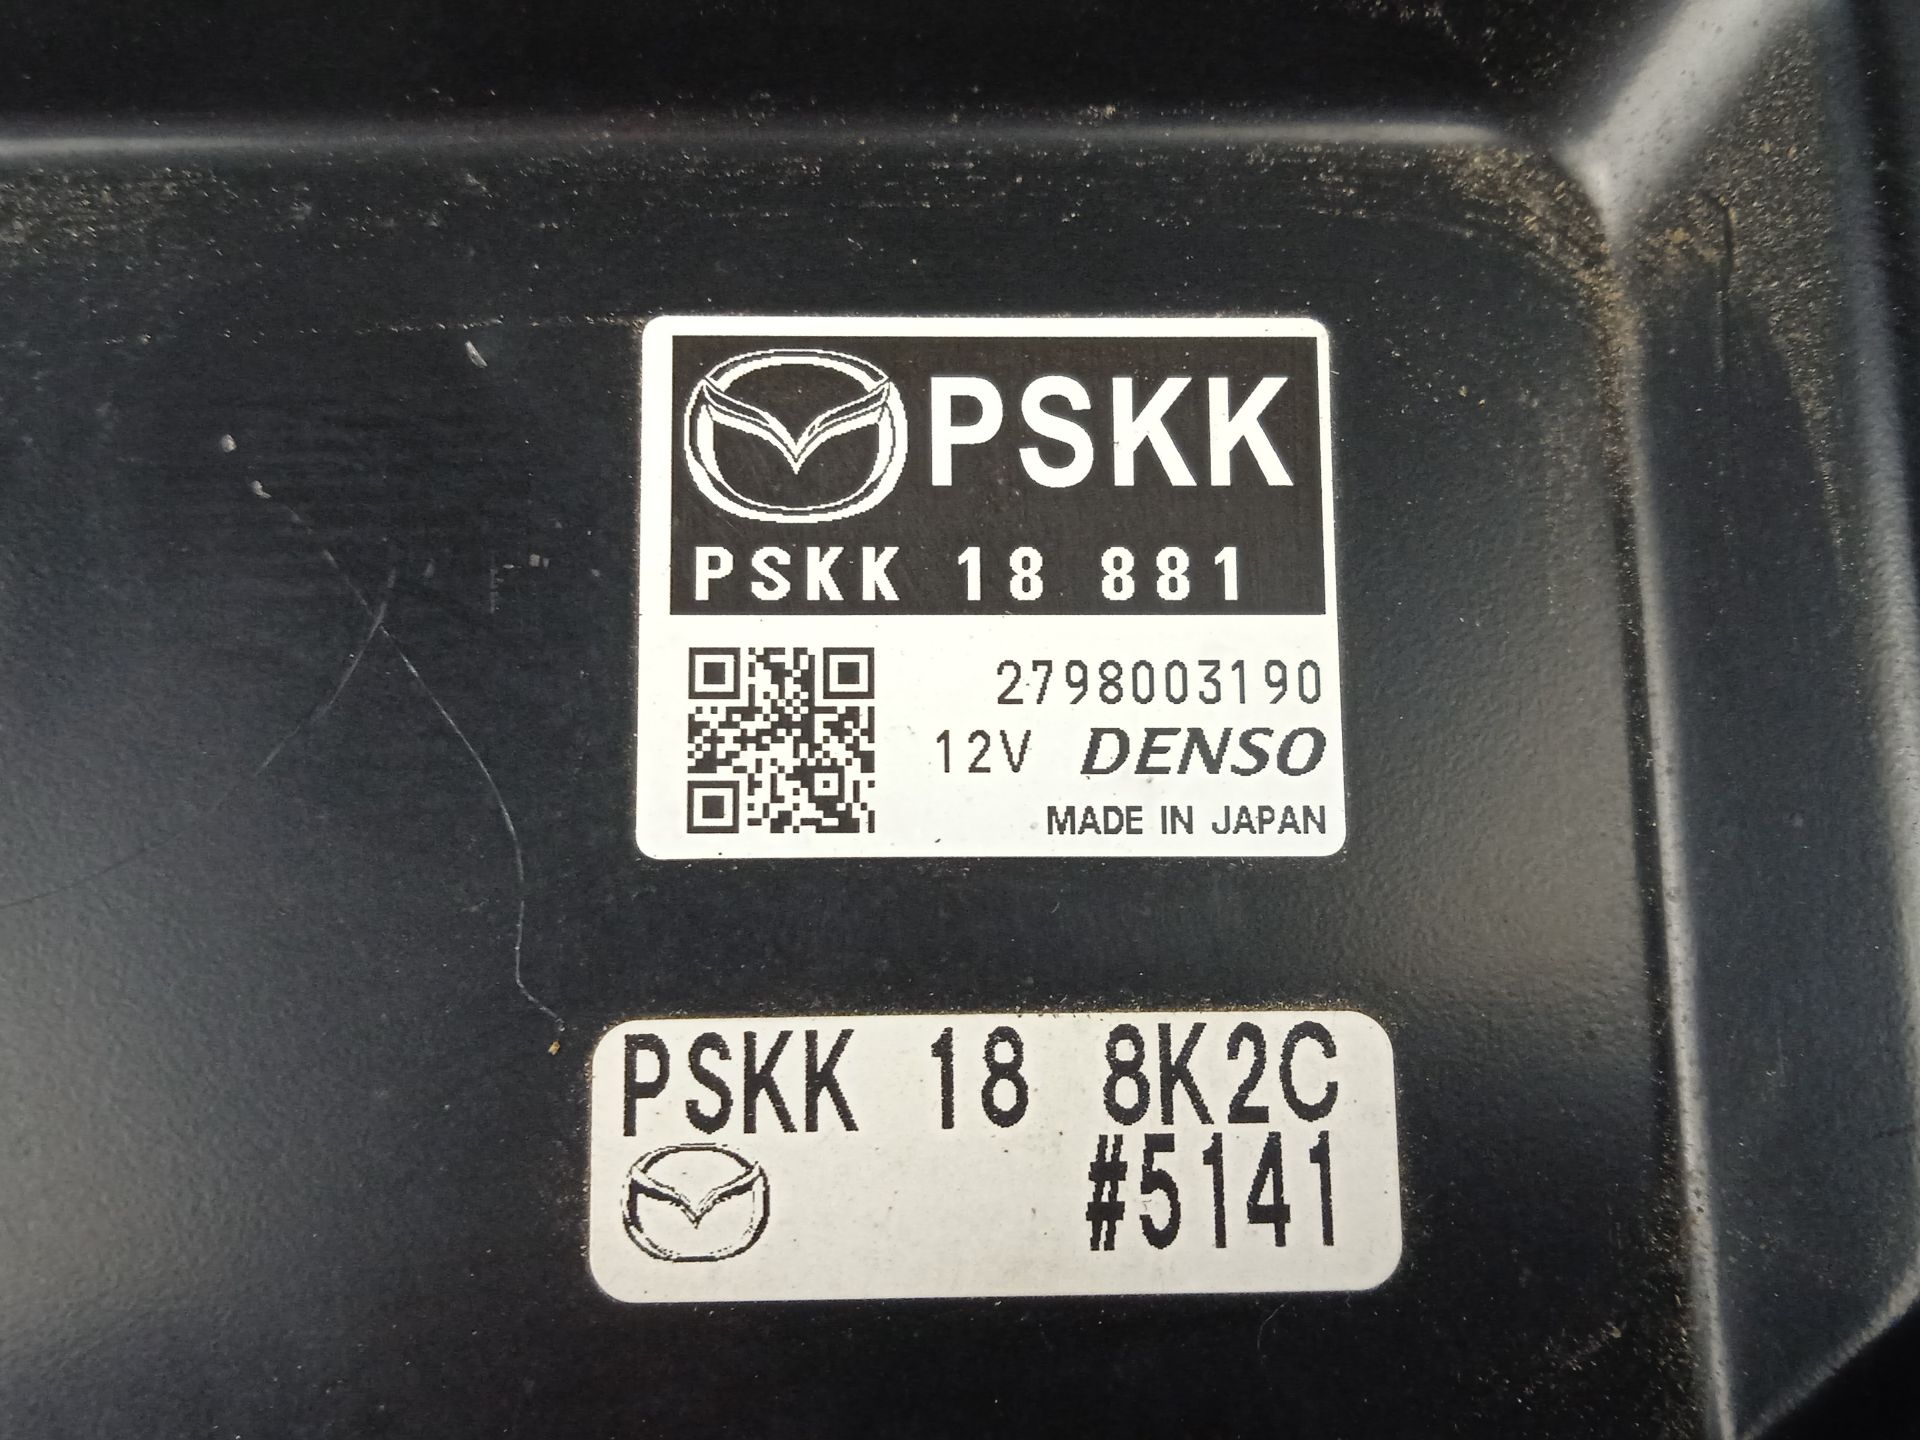 PSKK
PSKK 18 881
2798003190
12V DENSO
MADE IN JAPAN
PSKK 18 8K2C
#5141